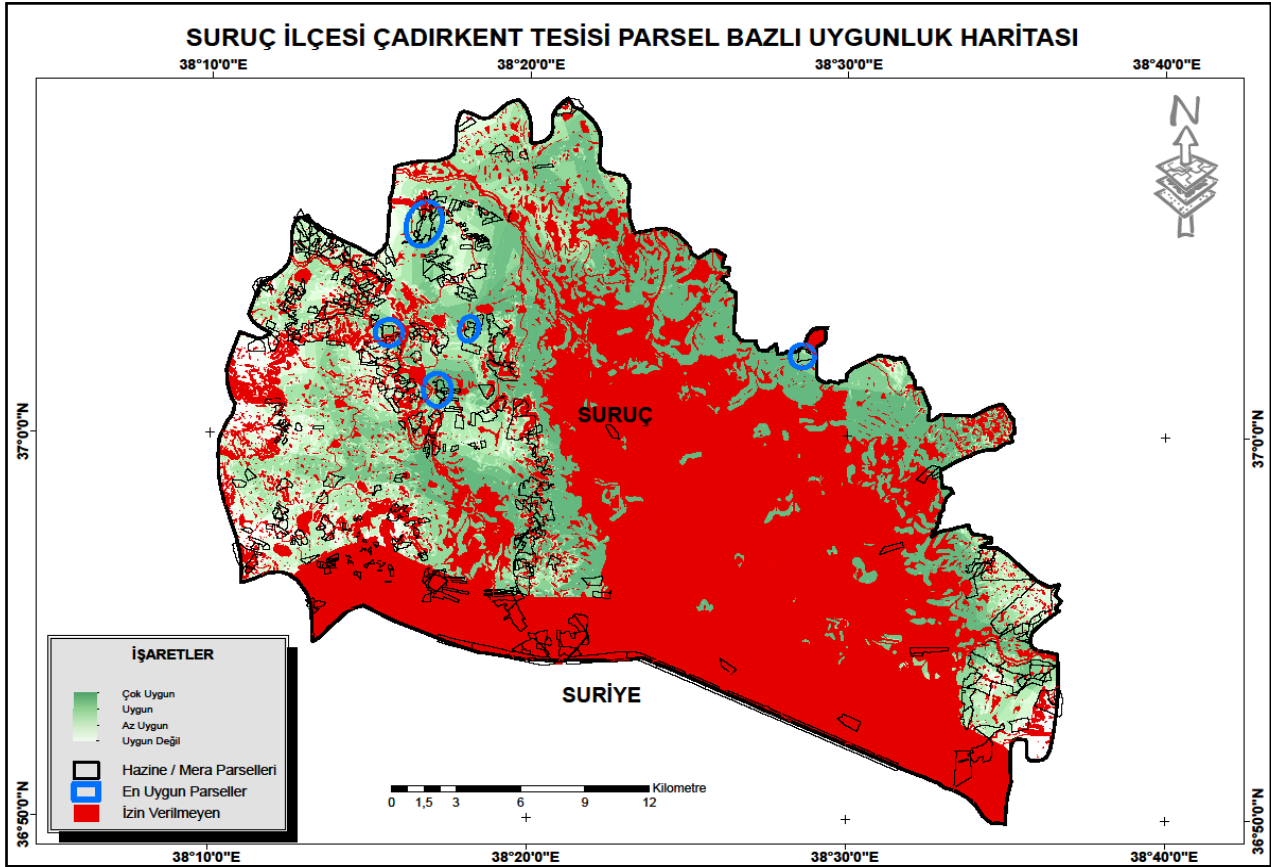 SURUÇ İLÇESİ ÇADIRKENT TESİSİ PARSEL BAZLI UYGUNLUK HARİTASI
38°10'0"E 38°20'0"E 38°30'0"E 38°40'0"E
N
37°0'0"N 37°0'0"N
SURUÇ
SURİYE
İŞARETLER
Çok Uygun
Uygun
Az Uygun
Uygun Değil
Hazine / Mera Parselleri
En Uygun Parseller
İzin Verilmeyen
Kilometre
0 1,5 3 6 9 12
36°50'0"N 36°50'0"N
38°10'0"E 38°20'0"E 38°30'0"E 38°40'0"E